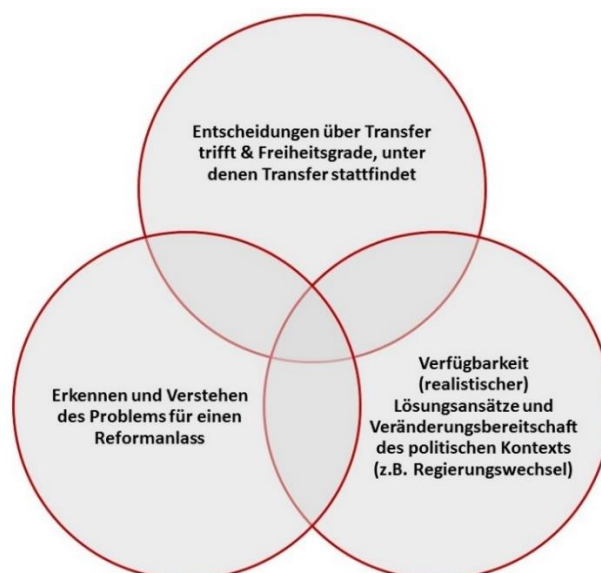 Entscheidungen über Transfer
trifft & Freiheitsgrade, unter
denen Transfer stattfindet
Erkennen und Verstehen
des Problems für einen
Reformanlass
Verfügbarkeit
(realistischer)
Lösungsansätze und
Veränderungsbereitschaft
des politischen Kontexts
(z.B. Regierungswechsel)